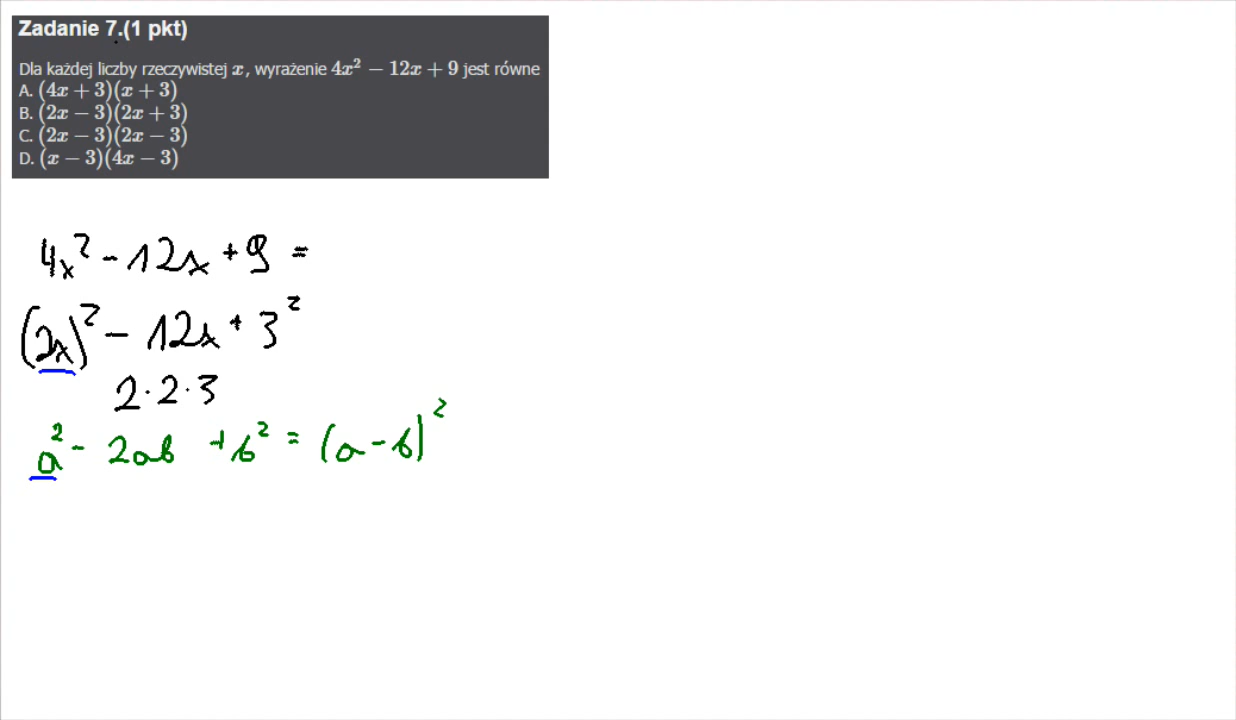 Zadanie 7.(1 pkt)
Dla każdej liczby rzeczywistej x, wyrażenie 4x² − 12x + 9 jest równe
A. (4x + 3)(x + 3)
B. (2x − 3)(2x + 3)
C. (2x − 3)(2x − 3)
D. (x − 3)(4x − 3)
4x² - 12x + 9 =
(2x)² - 12x + 3²
2·2·3
a² - 2ab + b² = (a - b)²